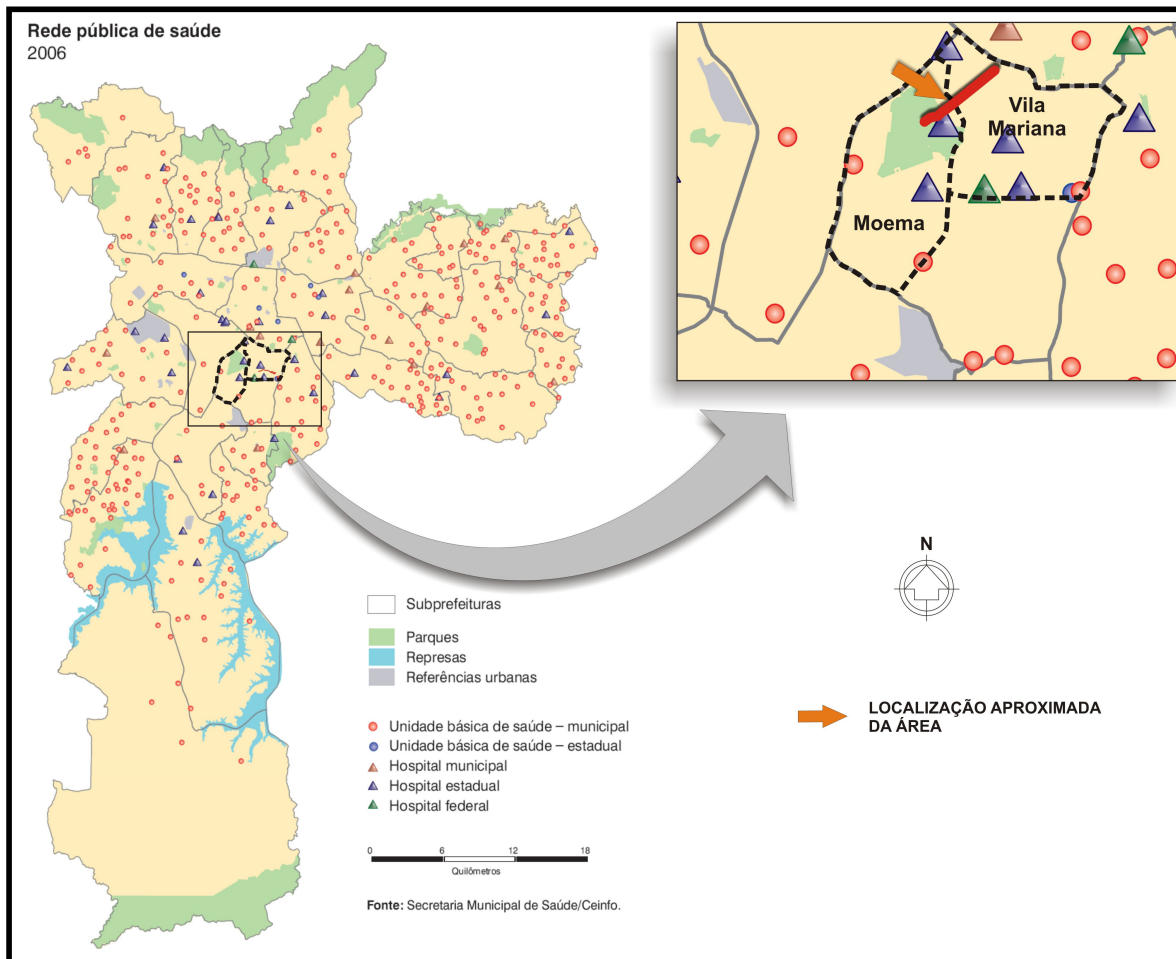 Rede pública de saúde
2006
Vila
Mariana
Moema
N
LOCALIZAÇÃO APROXIMADA
DA ÁREA
Subprefeituras
Parques
Represas
Referências urbanas
Unidade básica de saúde – municipal
Unidade básica de saúde – estadual
Hospital municipal
Hospital estadual
Hospital federal
0 6 12 18
Quilômetros
Fonte: Secretaria Municipal de Saúde/Ceinfo.